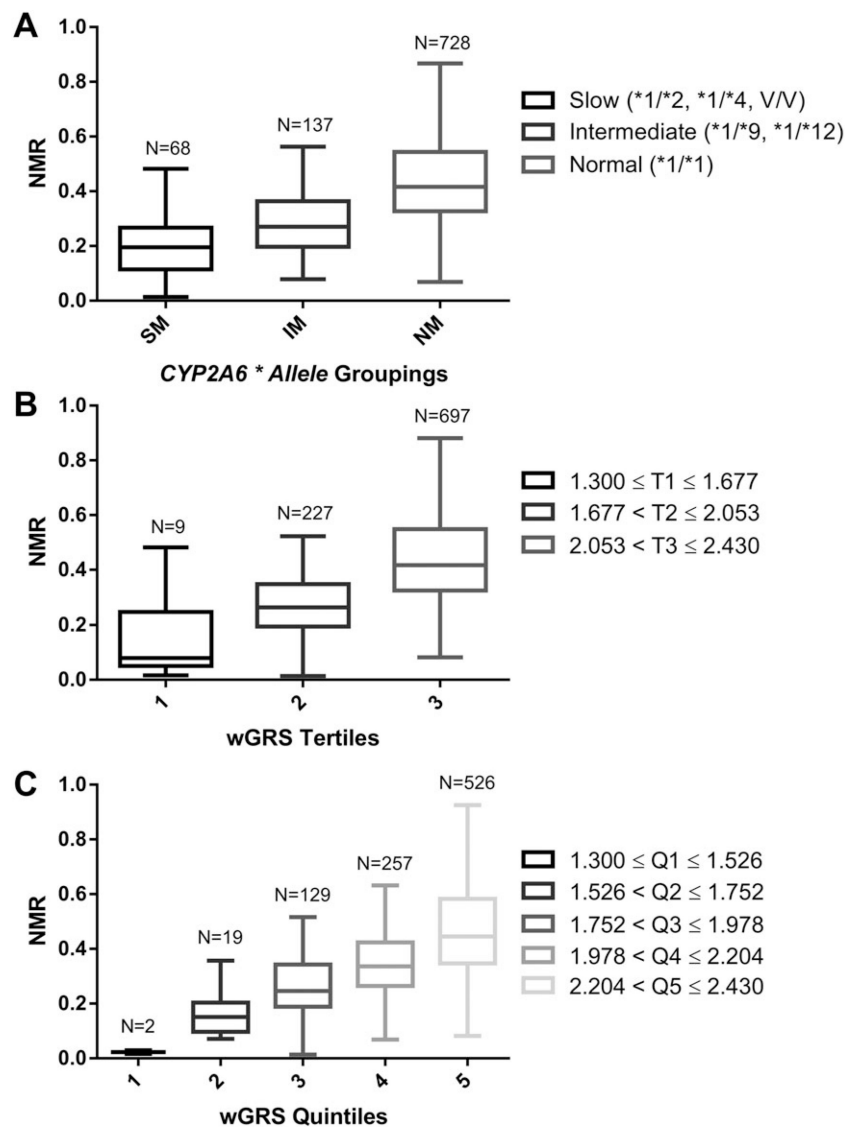 A
1.0
0.8
0.6
0.4
0.2
0.0
NMR
N=68
N=137
N=728
SM
IM
NM
CYP2A6 * Allele Groupings
Slow (*1/*2, *1/*4, V/V)
Intermediate (*1/*9, *1/*12)
Normal (*1/*1)
B
1.0
0.8
0.6
0.4
0.2
0.0
NMR
N=9
N=227
N=697
1
2
3
wGRS Tertiles
1.300 ≤ T1 ≤ 1.677
1.677 < T2 ≤ 2.053
2.053 < T3 ≤ 2.430
C
1.0
0.8
0.6
0.4
0.2
0.0
NMR
N=2
N=19
N=129
N=257
N=526
1
2
3
4
5
wGRS Quintiles
1.300 ≤ Q1 ≤ 1.526
1.526 < Q2 ≤ 1.752
1.752 < Q3 ≤ 1.978
1.978 < Q4 ≤ 2.204
2.204 < Q5 ≤ 2.430